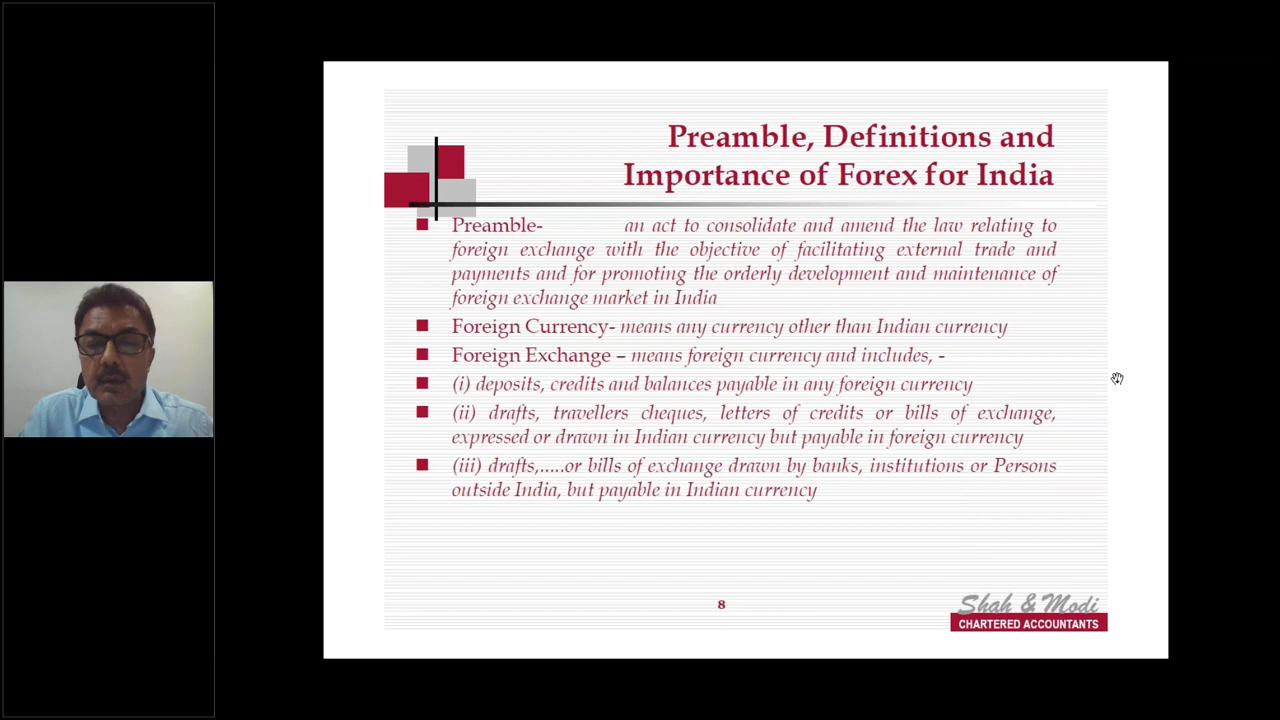 Preamble, Definitions and
Importance of Forex for India
Preamble- an act to consolidate and amend the law relating to
foreign exchange with the objective of facilitating external trade and
payments and for promoting the orderly development and maintenance of
foreign exchange market in India
Foreign Currency- means any currency other than Indian currency
Foreign Exchange – means foreign currency and includes, -
(i) deposits, credits and balances payable in any foreign currency
(ii) drafts, travellers cheques, letters of credits or bills of exchange,
expressed or drawn in Indian currency but payable in foreign currency
(iii) drafts,.....or bills of exchange drawn by banks, institutions or Persons
outside India, but payable in Indian currency
8
Shah & Modi
CHARTERED ACCOUNTANTS